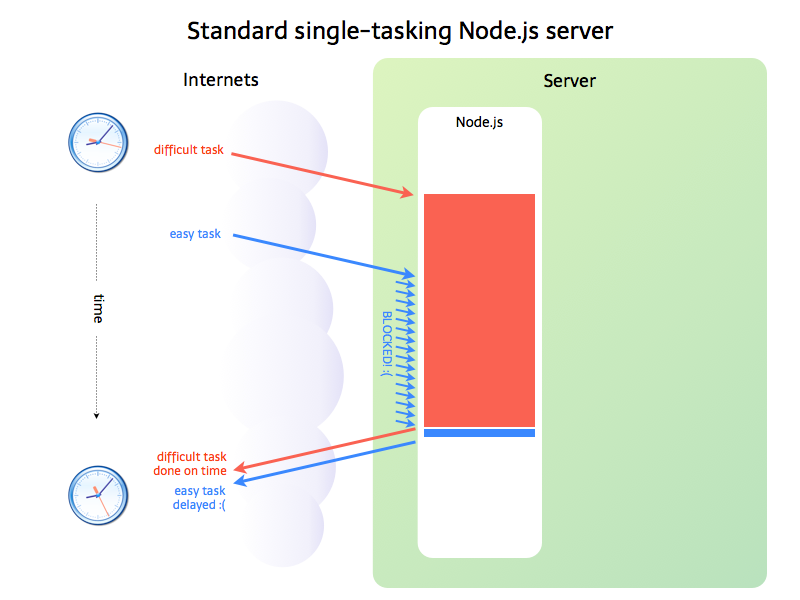 Standard single-tasking Node.js server
Internets
Server
Node.js
difficult task
easy task
time
BLOCKED! :(
difficult task
done on time
easy task
delayed :(